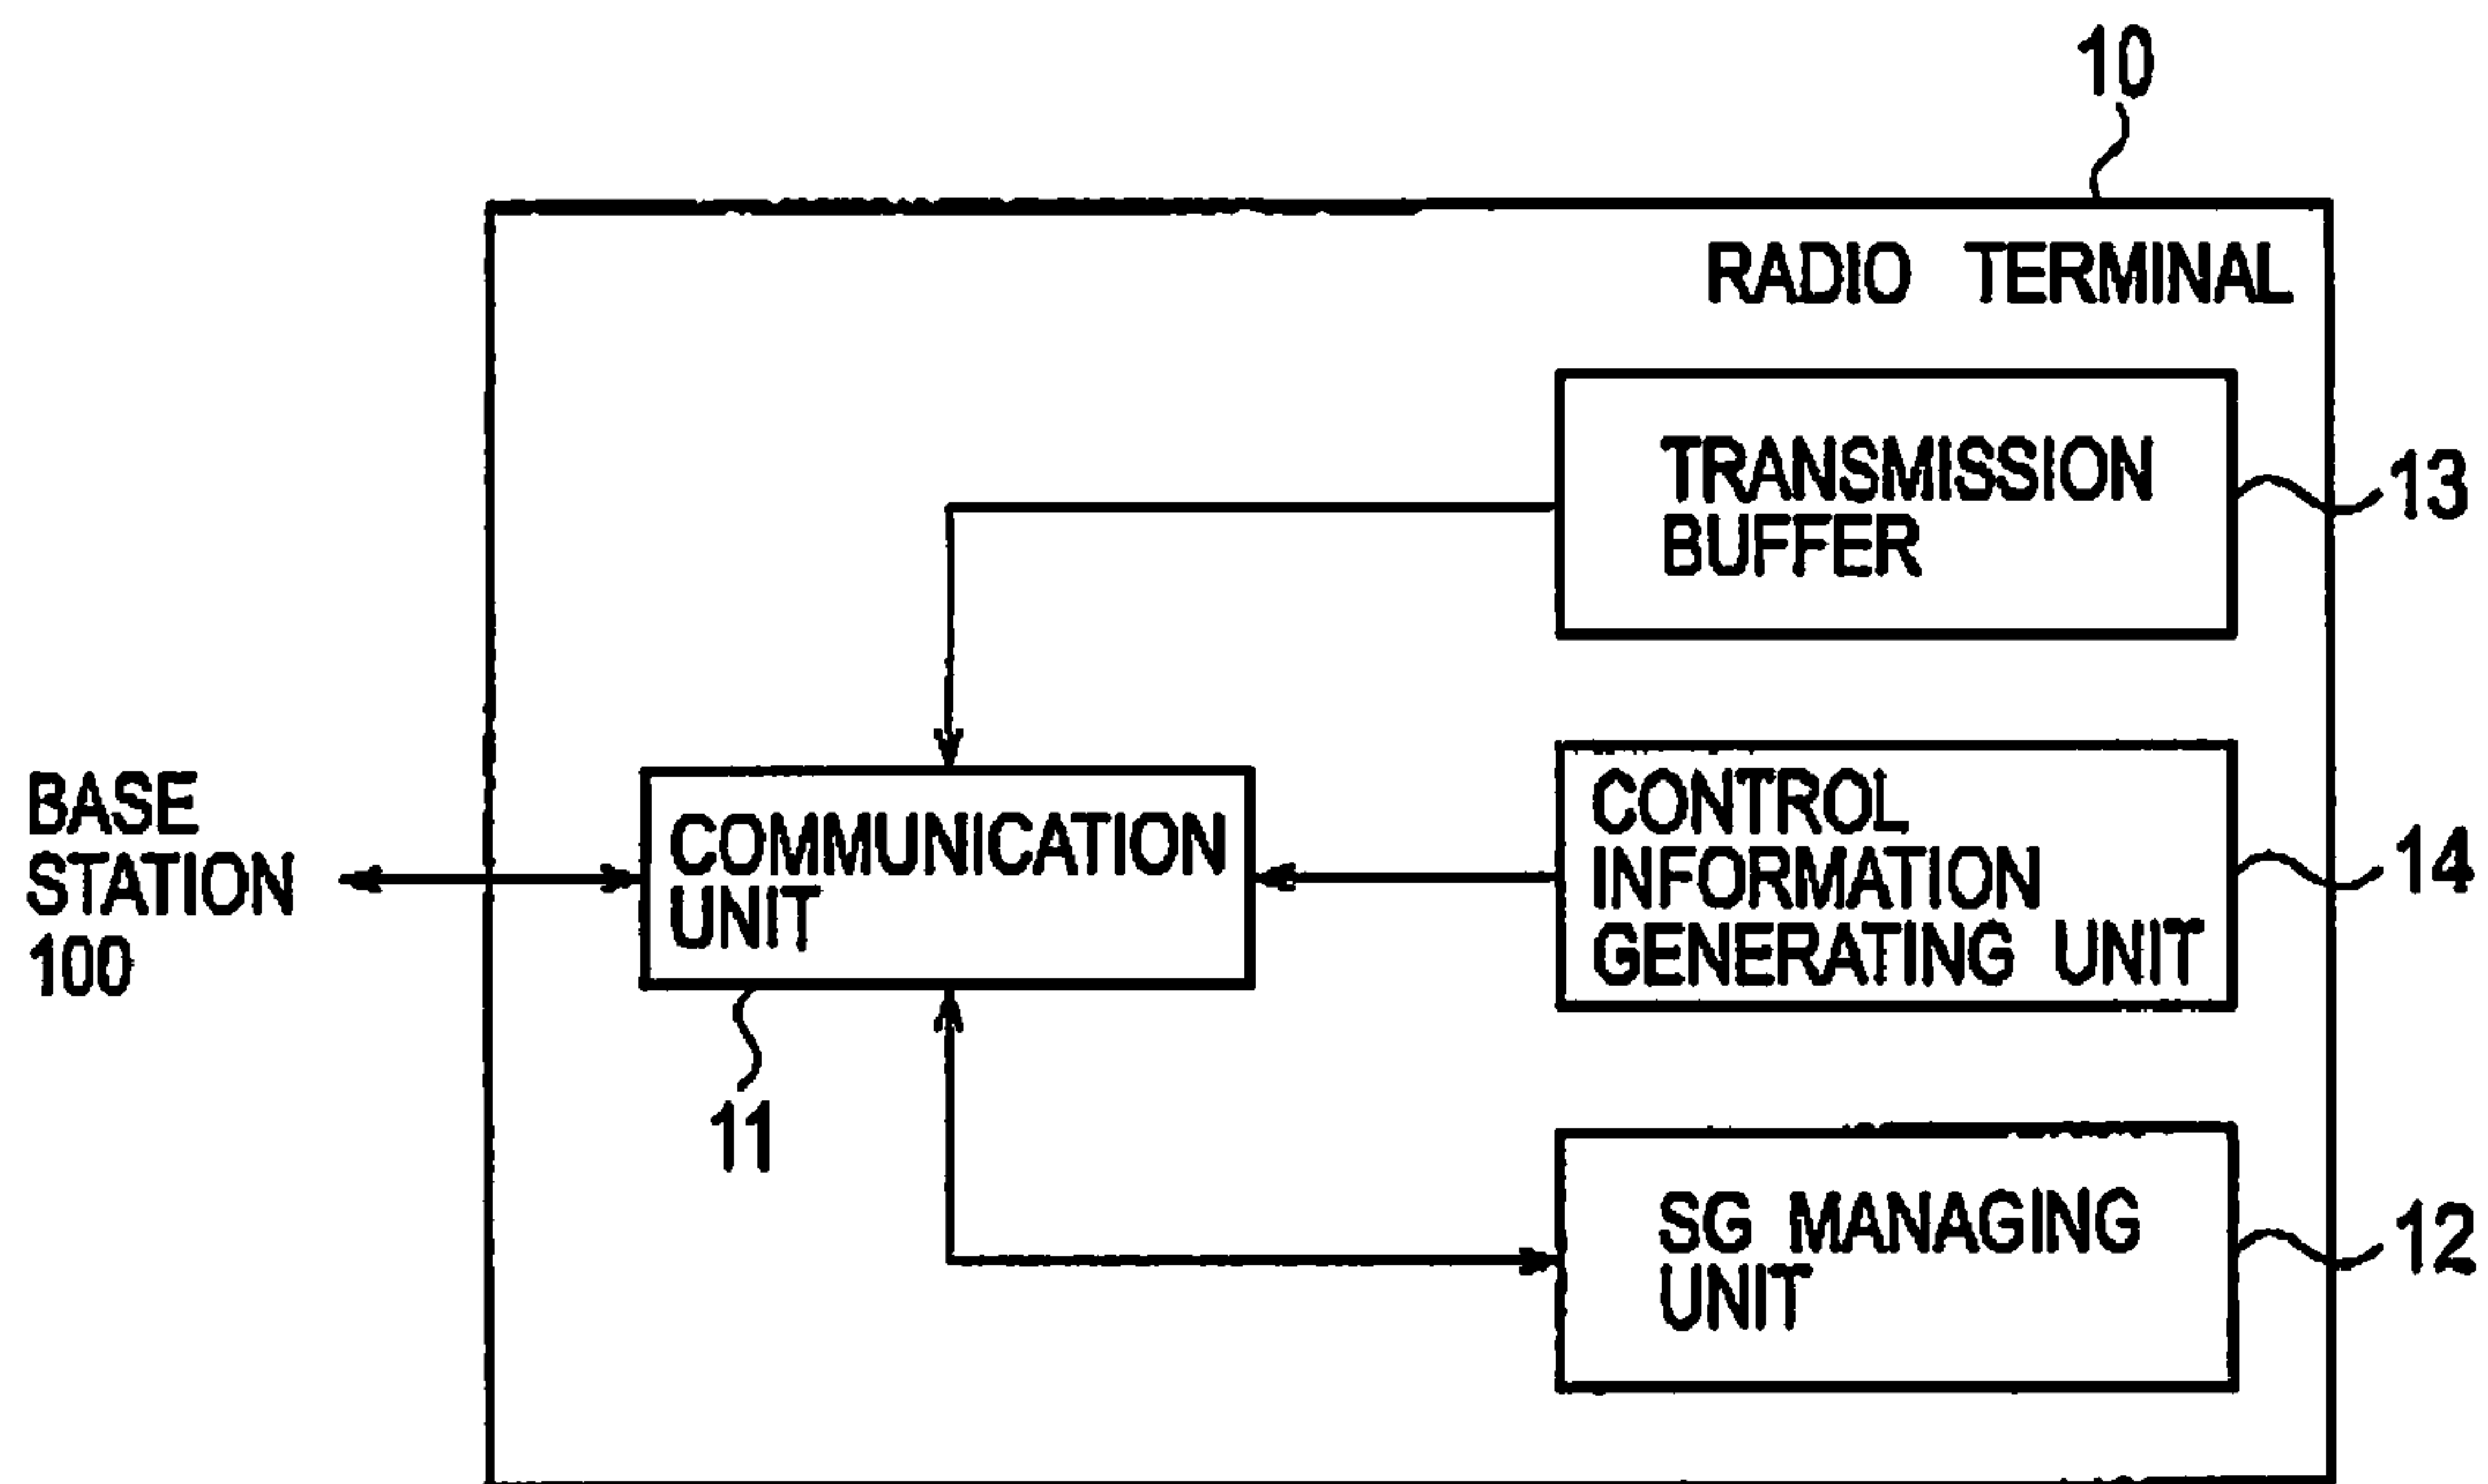 10
RADIO TERMINAL
TRANSMISSION
BUFFER
13
BASE
STATION
100
COMMUNICATION
UNIT
11
CONTROL
INFORMATION
GENERATING UNIT
14
SG MANAGING
UNIT
12